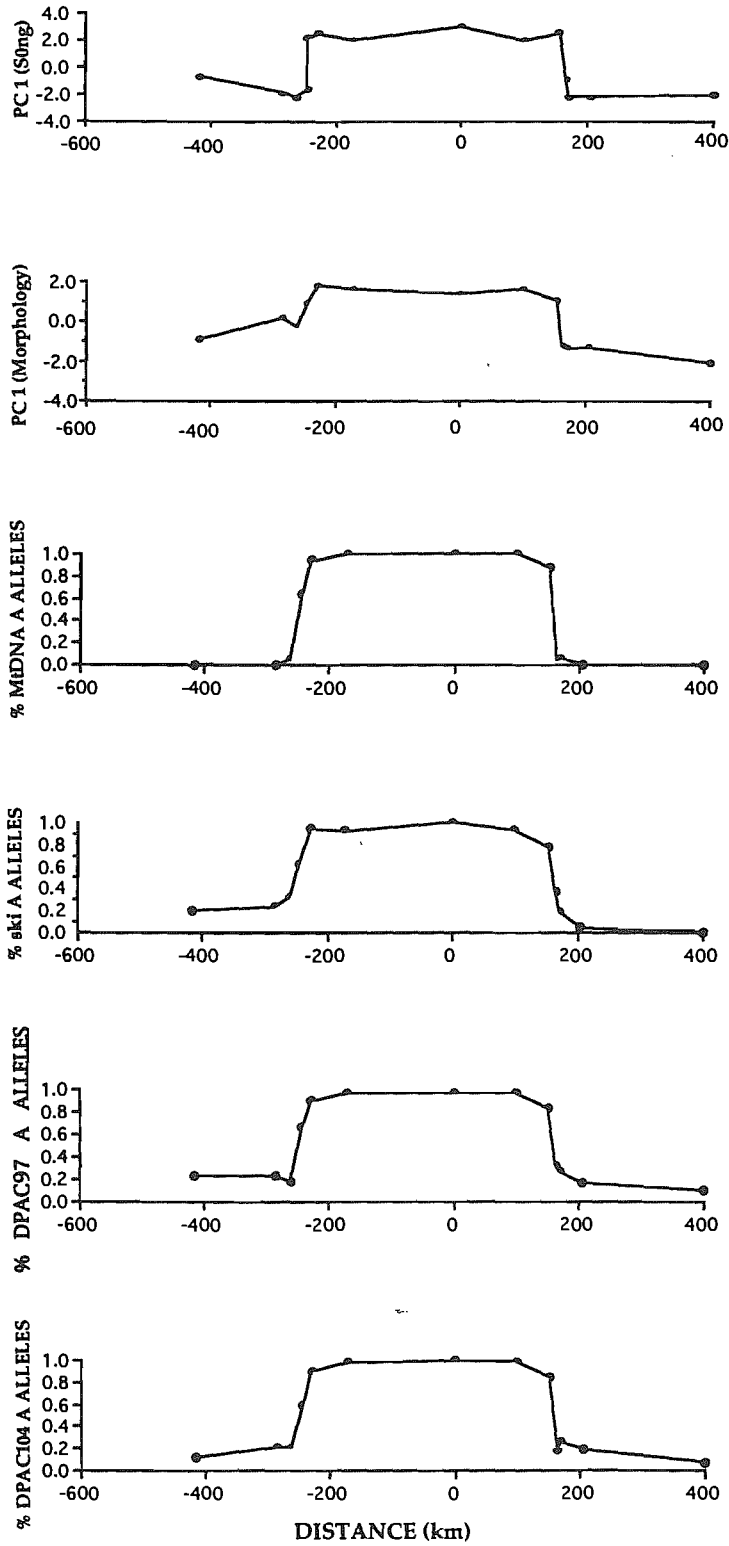 PC 1 (S0ng)
4.0
2.0
0.0
-2.0
-4.0
-600 -400 -200 0 200 400
PC 1 (Morphology)
2.0
0.0
-2.0
-4.0
-600 -400 -200 0 200 400
% MtDNA A ALLELES
1.0
0.8
0.6
0.4
0.2
0.0
-600 -400 -200 0 200 400
% ski A ALLELES
1.0
0.8
0.6
0.4
0.2
0.0
-600 -400 -200 0 200 400
% DPAC97 A ALLELES
1.0
0.8
0.6
0.4
0.2
0.0
-600 -400 -200 0 200 400
% DPAC104 A ALLELES
1.0
0.8
0.6
0.4
0.2
0.0
-600 -400 -200 0 200 400
DISTANCE (km)